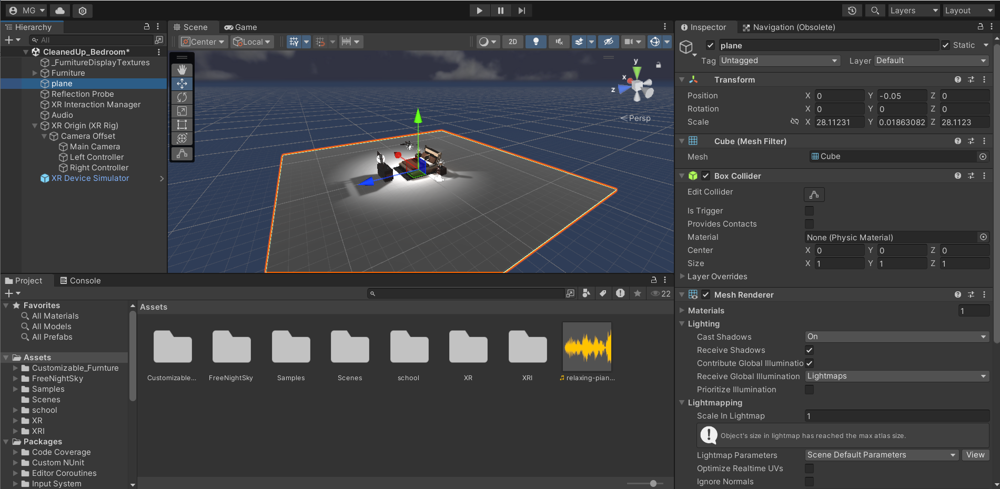 MG
Layers
Layout
Hierarchy
All
CleanedUp_Bedroom*
_FurnitureDisplayTextures
Furniture
plane
Reflection Probe
XR Interaction Manager
Audio
XR Origin (XR Rig)
Camera Offset
Main Camera
Left Controller
Right Controller
XR Device Simulator
Scene
Game
Center
Local
2D
y
x
z
Persp
Inspector
Navigation (Obsolete)
plane
Static
Tag Untagged
Layer Default
Transform
Position X 0 Y -0.05 Z 0
Rotation X 0 Y 0 Z 0
Scale X 28.11231 Y 0.01863082 Z 28.1123
Cube (Mesh Filter)
Mesh Cube
Box Collider
Edit Collider
Is Trigger
Provides Contacts
Material None (Physic Material)
Center X 0 Y 0 Z 0
Size X 1 Y 1 Z 1
Layer Overrides
Mesh Renderer
Materials 1
Lighting
Cast Shadows On
Receive Shadows
Contribute Global Illuminatio
Receive Global Illumination Lightmaps
Prioritize Illumination
Lightmapping
Scale In Lightmap 1
Object's size in lightmap has reached the max atlas size.
Lightmap Parameters Scene Default Parameters View
Optimize Realtime UVs
Ignore Normals
Project
Console
22
Favorites
All Materials
All Models
All Prefabs
Assets
Customizable_Furnture
FreeNightSky
Samples
Scenes
school
XR
XRI
Packages
Code Coverage
Custom NUnit
Editor Coroutines
Input System
Assets
Customizable...
FreeNightSky
Samples
Scenes
school
XR
XRI
relaxing-pian...